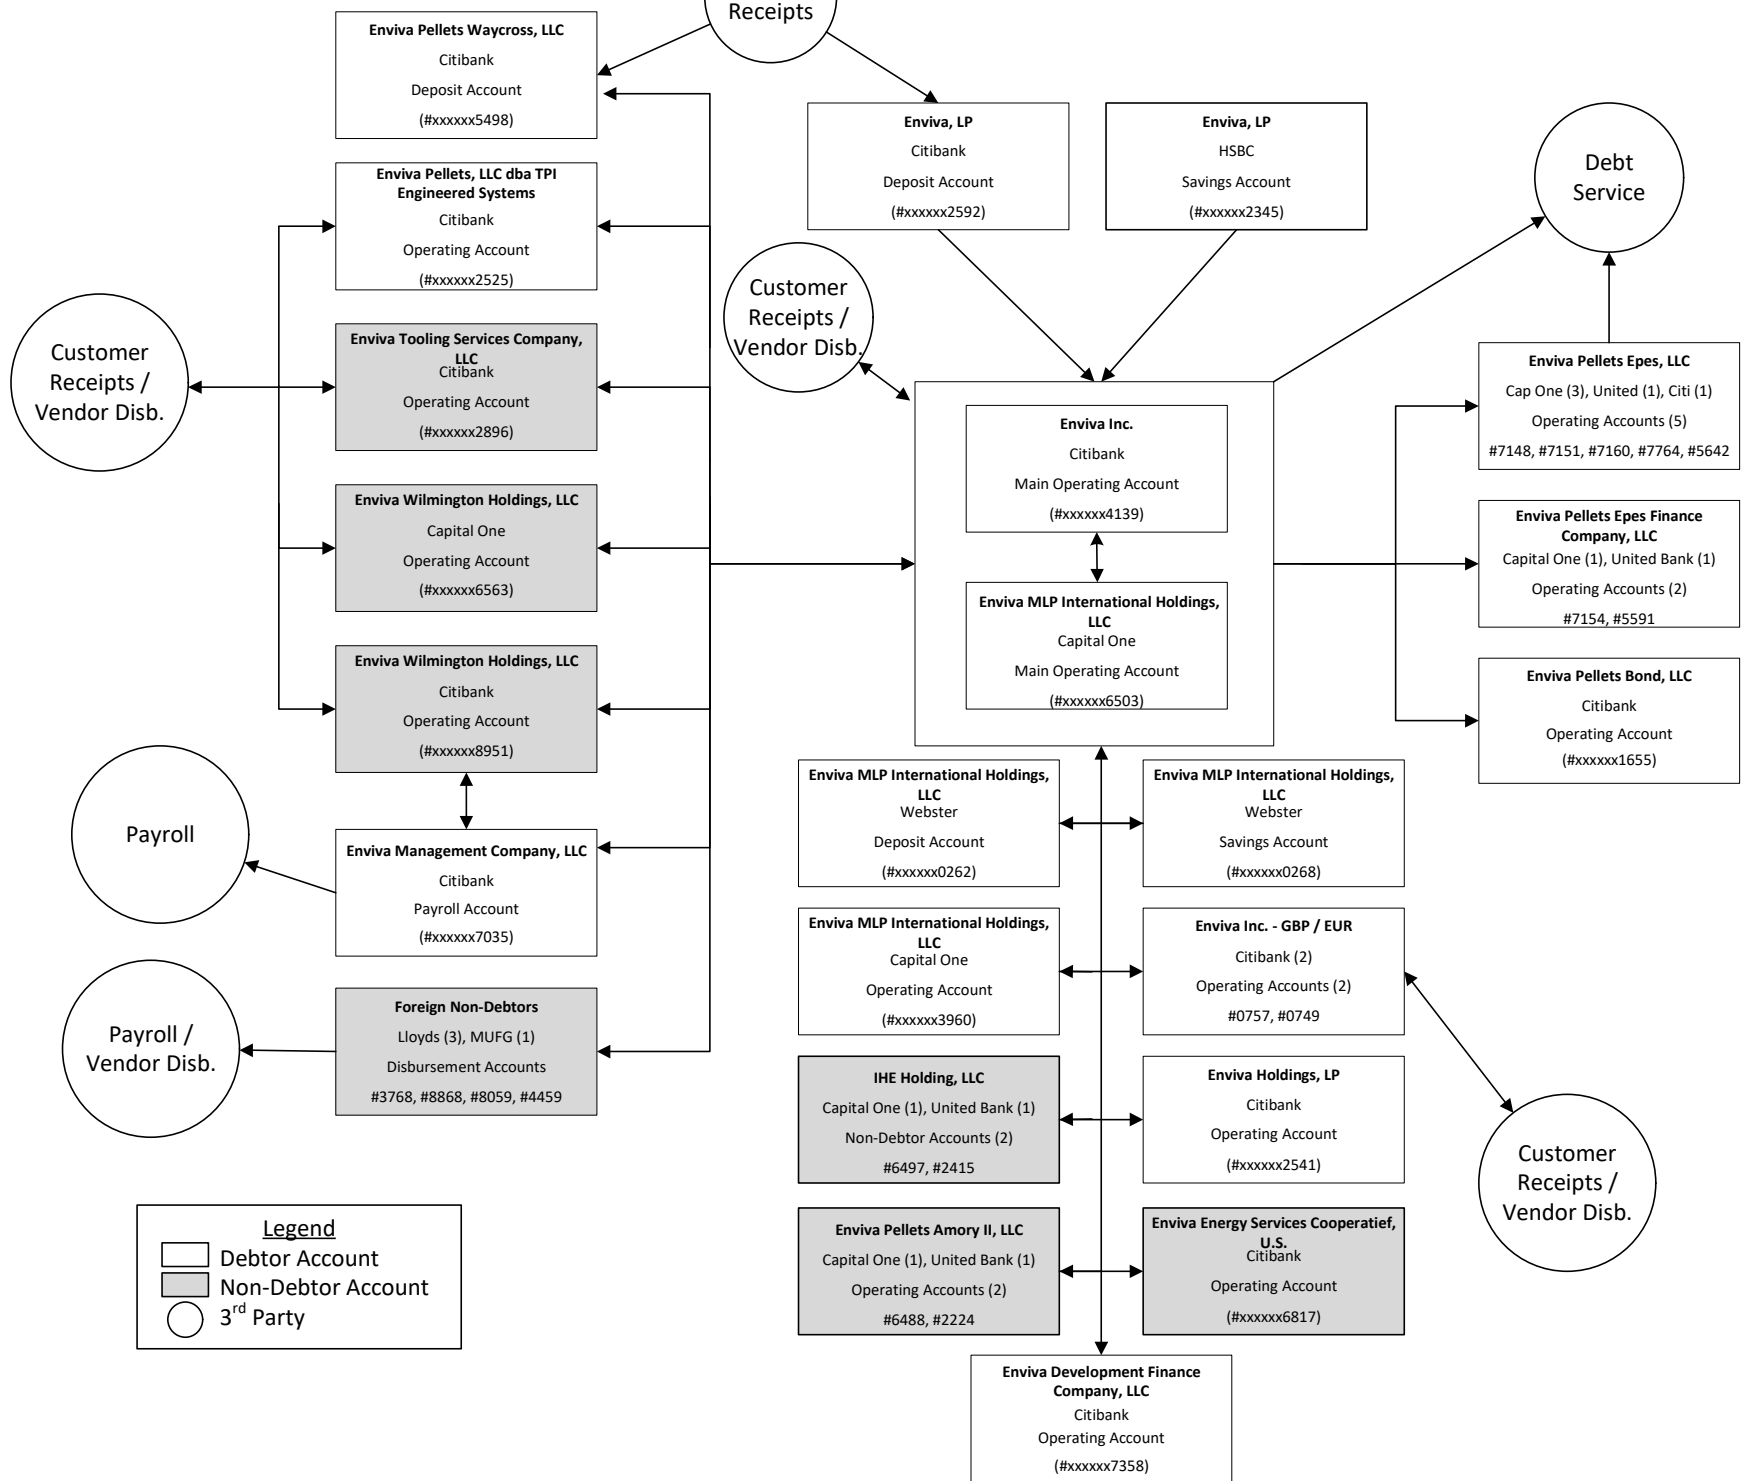 Receipts
Enviva Pellets Waycross, LLC
Citibank
Deposit Account
(#xxxxxx5498)
Enviva, LP
Citibank
Deposit Account
(#xxxxxx2592)
Enviva, LP
HSBC
Savings Account
(#xxxxxx2345)
Debt
Service
Enviva Pellets, LLC dba TPI
Engineered Systems
Citibank
Operating Account
(#xxxxxx2525)
Customer
Receipts /
Vendor Disb.
Customer
Receipts /
Vendor Disb.
Enviva Tooling Services Company,
LLC
Citibank
Operating Account
(#xxxxxx2896)
Enviva Wilmington Holdings, LLC
Capital One
Operating Account
(#xxxxxx6563)
Enviva Wilmington Holdings, LLC
Citibank
Operating Account
(#xxxxxx8951)
Enviva Inc.
Citibank
Main Operating Account
(#xxxxxx4139)
Enviva MLP International Holdings,
LLC
Capital One
Main Operating Account
(#xxxxxx6503)
Enviva Pellets Epes, LLC
Cap One (3), United (1), Citi (1)
Operating Accounts (5)
#7148, #7151, #7160, #7764, #5642
Enviva Pellets Epes Finance
Company, LLC
Capital One (1), United Bank (1)
Operating Accounts (2)
#7154, #5591
Enviva Pellets Bond, LLC
Citibank
Operating Account
(#xxxxxx1655)
Payroll
Enviva Management Company, LLC
Citibank
Payroll Account
(#xxxxxx7035)
Payroll /
Vendor Disb.
Foreign Non-Debtors
Lloyds (3), MUFG (1)
Disbursement Accounts
#3768, #8868, #8059, #4459
Enviva MLP International Holdings,
LLC
Webster
Deposit Account
(#xxxxxx0262)
Enviva MLP International Holdings,
LLC
Webster
Savings Account
(#xxxxxx0268)
Enviva MLP International Holdings,
LLC
Capital One
Operating Account
(#xxxxxx3960)
Enviva Inc. - GBP / EUR
Citibank (2)
Operating Accounts (2)
#0757, #0749
IHE Holding, LLC
Capital One (1), United Bank (1)
Non-Debtor Accounts (2)
#6497, #2415
Enviva Holdings, LP
Citibank
Operating Account
(#xxxxxx2541)
Customer
Receipts /
Vendor Disb.
Enviva Pellets Amory II, LLC
Capital One (1), United Bank (1)
Operating Accounts (2)
#6488, #2224
Enviva Energy Services Cooperatief,
U.S.
Citibank
Operating Account
(#xxxxxx6817)
Enviva Development Finance
Company, LLC
Citibank
Operating Account
(#xxxxxx7358)
Legend
Debtor Account
Non-Debtor Account
3rd Party